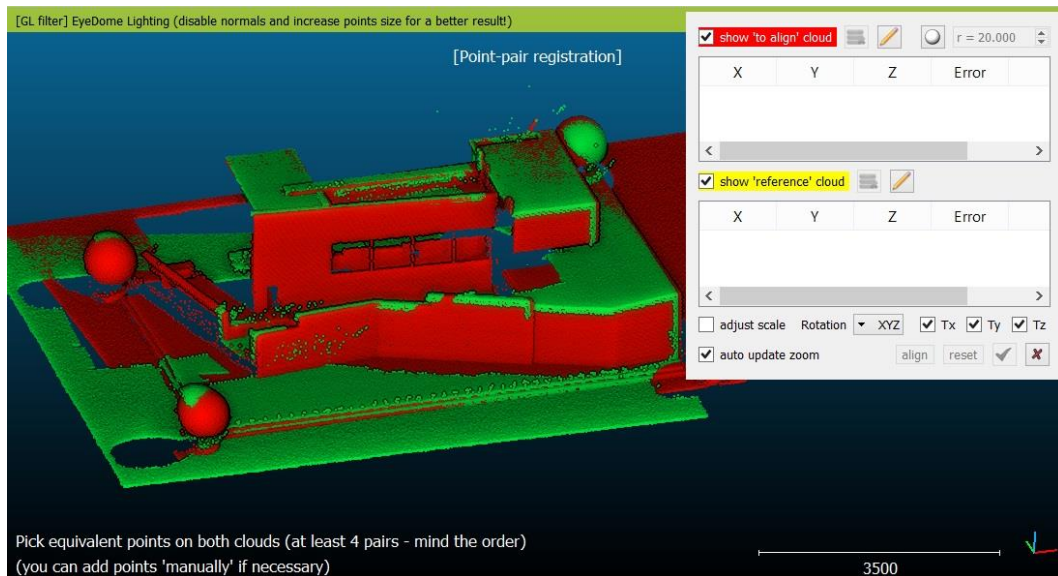 [GL filter] EyeDome Lighting (disable normals and increase points size for a better result!)
[Point-pair registration]
show 'to align' cloud
r = 20.000
X Y Z Error
show 'reference' cloud
X Y Z Error
adjust scale Rotation XYZ Tx Ty Tz
auto update zoom align reset
Pick equivalent points on both clouds (at least 4 pairs - mind the order)
(you can add points 'manually' if necessary)
3500